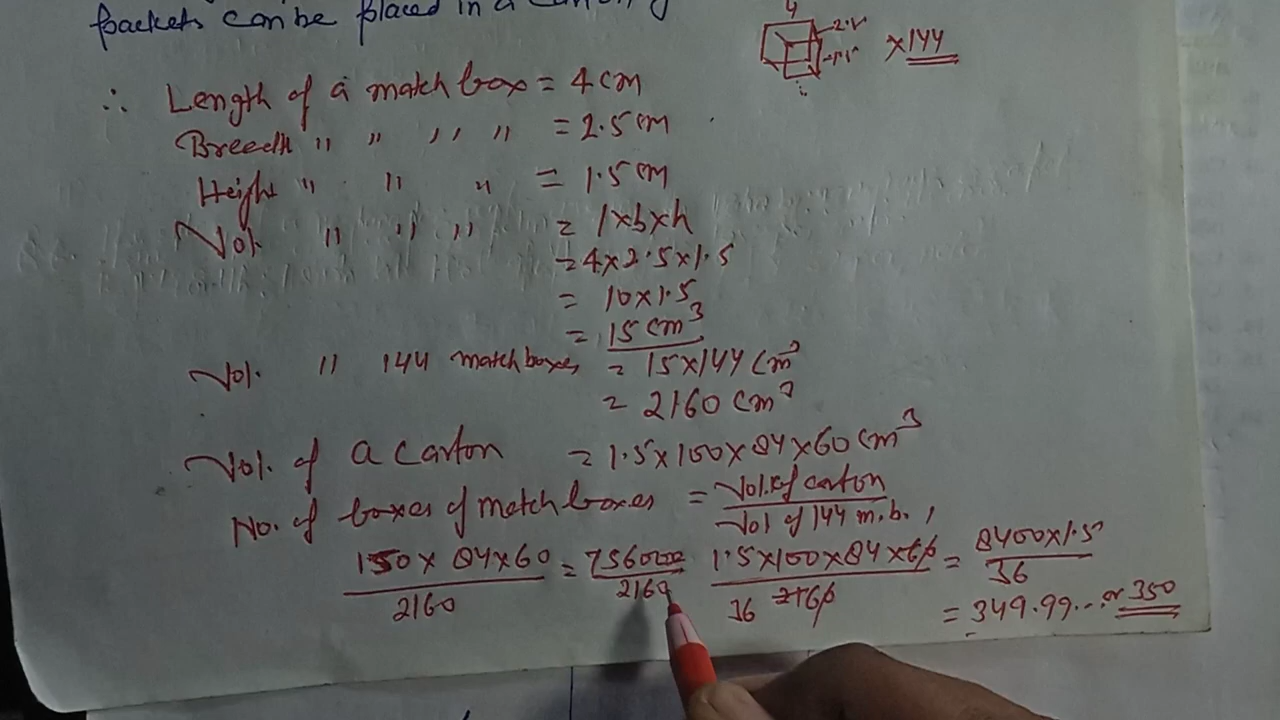 packets can be placed in a carton?
4
2.5
1.5
×144
∴ Length of a match box = 4 cm
Breadth " " " " = 2.5 cm
Height " " " = 1.5 cm
Vol. " " " = l×b×h
= 4×2.5×1.5
= 10×1.5
= 15 cm³
Vol. " 144 matchboxes = 15×144 cm³
= 2160 cm³
Vol. of a carton = 1.5×100×84×60 cm³
No. of boxes of matchboxes = Vol. of carton / Vol of 144 m.b.,
150×84×60 / 2160 = 756000 / 2160 1.5×100×84×60 / 36 2160 = 8400×1.5 / 36
= 349.99... or 350